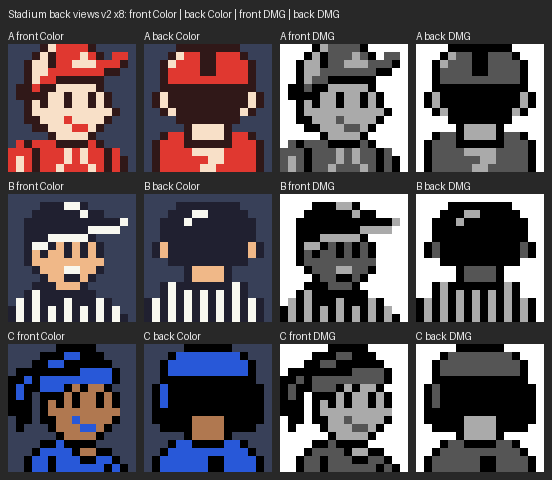 Stadium back views v2 x8: front Color | back Color | front DMG | back DMG
A front Color A back Color A front DMG A back DMG
B front Color B back Color B front DMG B back DMG
C front Color C back Color C front DMG C back DMG